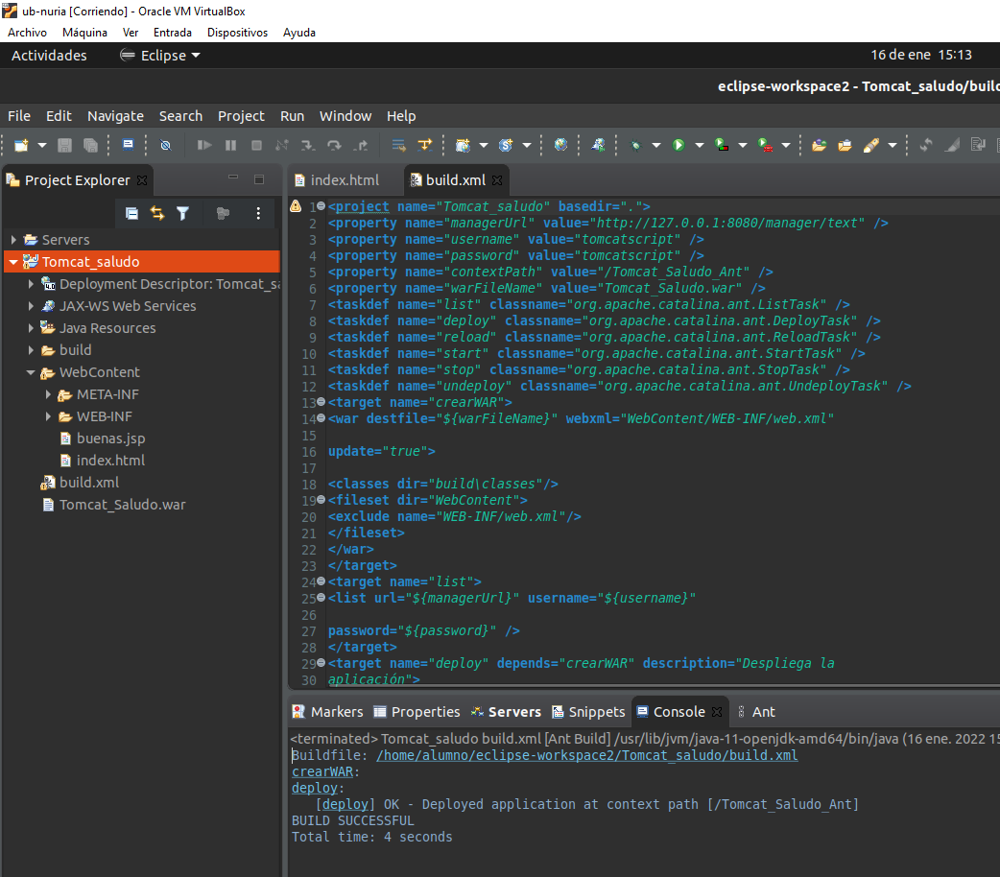 ub-nuria [Corriendo] - Oracle VM VirtualBox
Archivo Máquina Ver Entrada Dispositivos Ayuda
Actividades Eclipse 16 de ene 15:13
eclipse-workspace2 - Tomcat_saludo/build
File Edit Navigate Search Project Run Window Help
Project Explorer
Servers
Tomcat_saludo
Deployment Descriptor: Tomcat_sa
JAX-WS Web Services
Java Resources
build
WebContent
META-INF
WEB-INF
buenas.jsp
index.html
build.xml
Tomcat_Saludo.war
index.html build.xml
1 <project name="Tomcat_saludo" basedir=".">
2 <property name="managerUrl" value="http://127.0.0.1:8080/manager/text" />
3 <property name="username" value="tomcatscript" />
4 <property name="password" value="tomcatscript" />
5 <property name="contextPath" value="/Tomcat_Saludo_Ant" />
6 <property name="warFileName" value="Tomcat_Saludo.war" />
7 <taskdef name="list" classname="org.apache.catalina.ant.ListTask" />
8 <taskdef name="deploy" classname="org.apache.catalina.ant.DeployTask" />
9 <taskdef name="reload" classname="org.apache.catalina.ant.ReloadTask" />
10 <taskdef name="start" classname="org.apache.catalina.ant.StartTask" />
11 <taskdef name="stop" classname="org.apache.catalina.ant.StopTask" />
12 <taskdef name="undeploy" classname="org.apache.catalina.ant.UndeployTask" />
13 <target name="crearWAR">
14 <war destfile="${warFileName}" webxml="WebContent/WEB-INF/web.xml"
15
16 update="true">
17
18 <classes dir="build\classes"/>
19 <fileset dir="WebContent">
20 <exclude name="WEB-INF/web.xml"/>
21 </fileset>
22 </war>
23 </target>
24 <target name="list">
25 <list url="${managerUrl}" username="${username}"
26
27 password="${password}" />
28 </target>
29 <target name="deploy" depends="crearWAR" description="Despliega la
30 aplicación">
Markers Properties Servers Snippets Console Ant
<terminated> Tomcat_saludo build.xml [Ant Build] /usr/lib/jvm/java-11-openjdk-amd64/bin/java (16 ene. 2022 15
Buildfile: /home/alumno/eclipse-workspace2/Tomcat_saludo/build.xml
crearWAR:
deploy:
[deploy] OK - Deployed application at context path [/Tomcat_Saludo_Ant]
BUILD SUCCESSFUL
Total time: 4 seconds